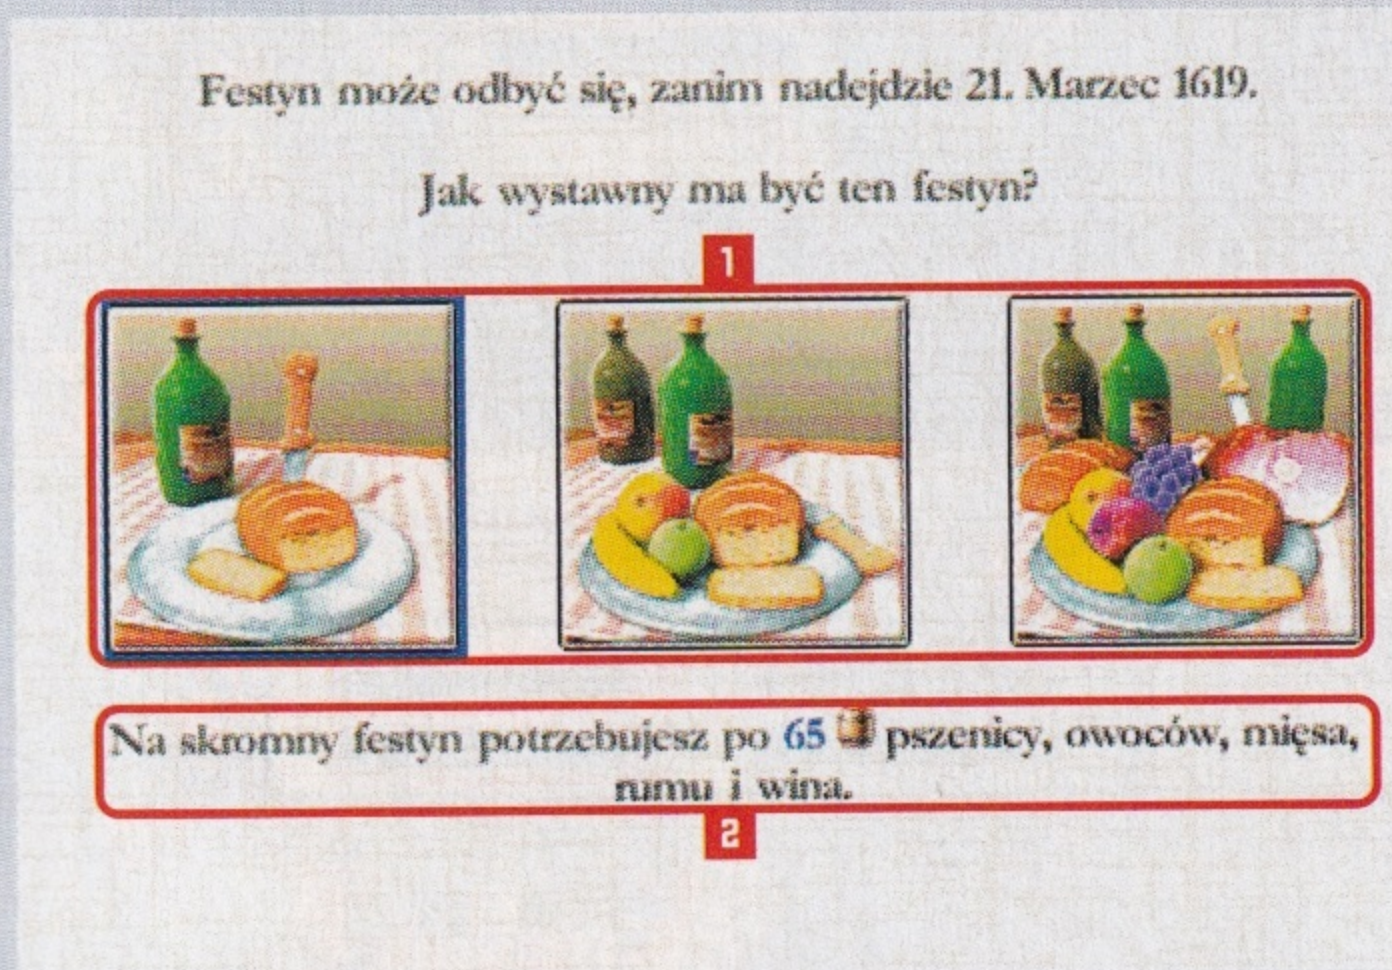 Festyn może odbyć się, zanim nadejdzie 21. Marzec 1619.
Jak wystawny ma być ten festyn?
1
Na skromny festyn potrzebujesz po 65 pszenicy, owoców, mięsa,
rumu i wina.
2